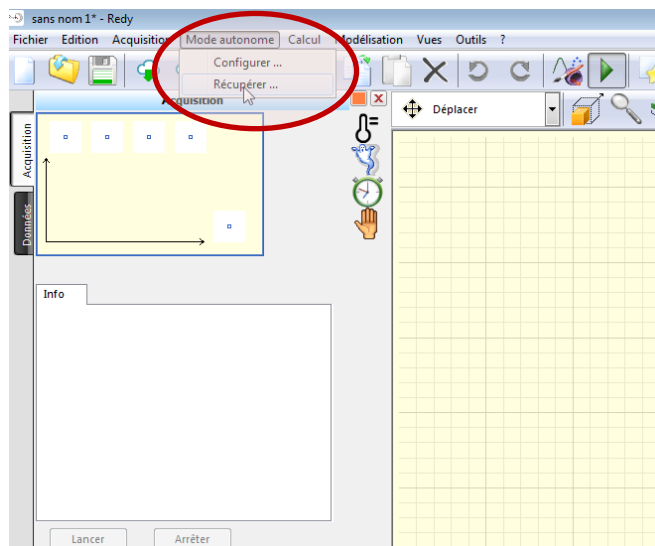 sans nom 1* - Redy
Fichier Edition Acquisition Mode autonome Calcul Modélisation Vues Outils ?
Configurer ...
Récupérer ...
Acquisition
Déplacer
Acquisition
Données
Info
Lancer Arrêter